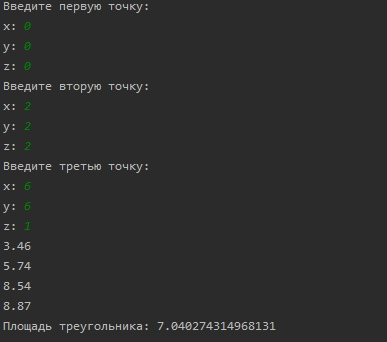 Введите первую точку:
x: 0
y: 0
z: 0
Введите вторую точку:
x: 2
y: 2
z: 2
Введите третью точку:
x: 6
y: 6
z: 1
3.46
5.74
8.54
8.87
Площадь треугольника: 7.040274314968131